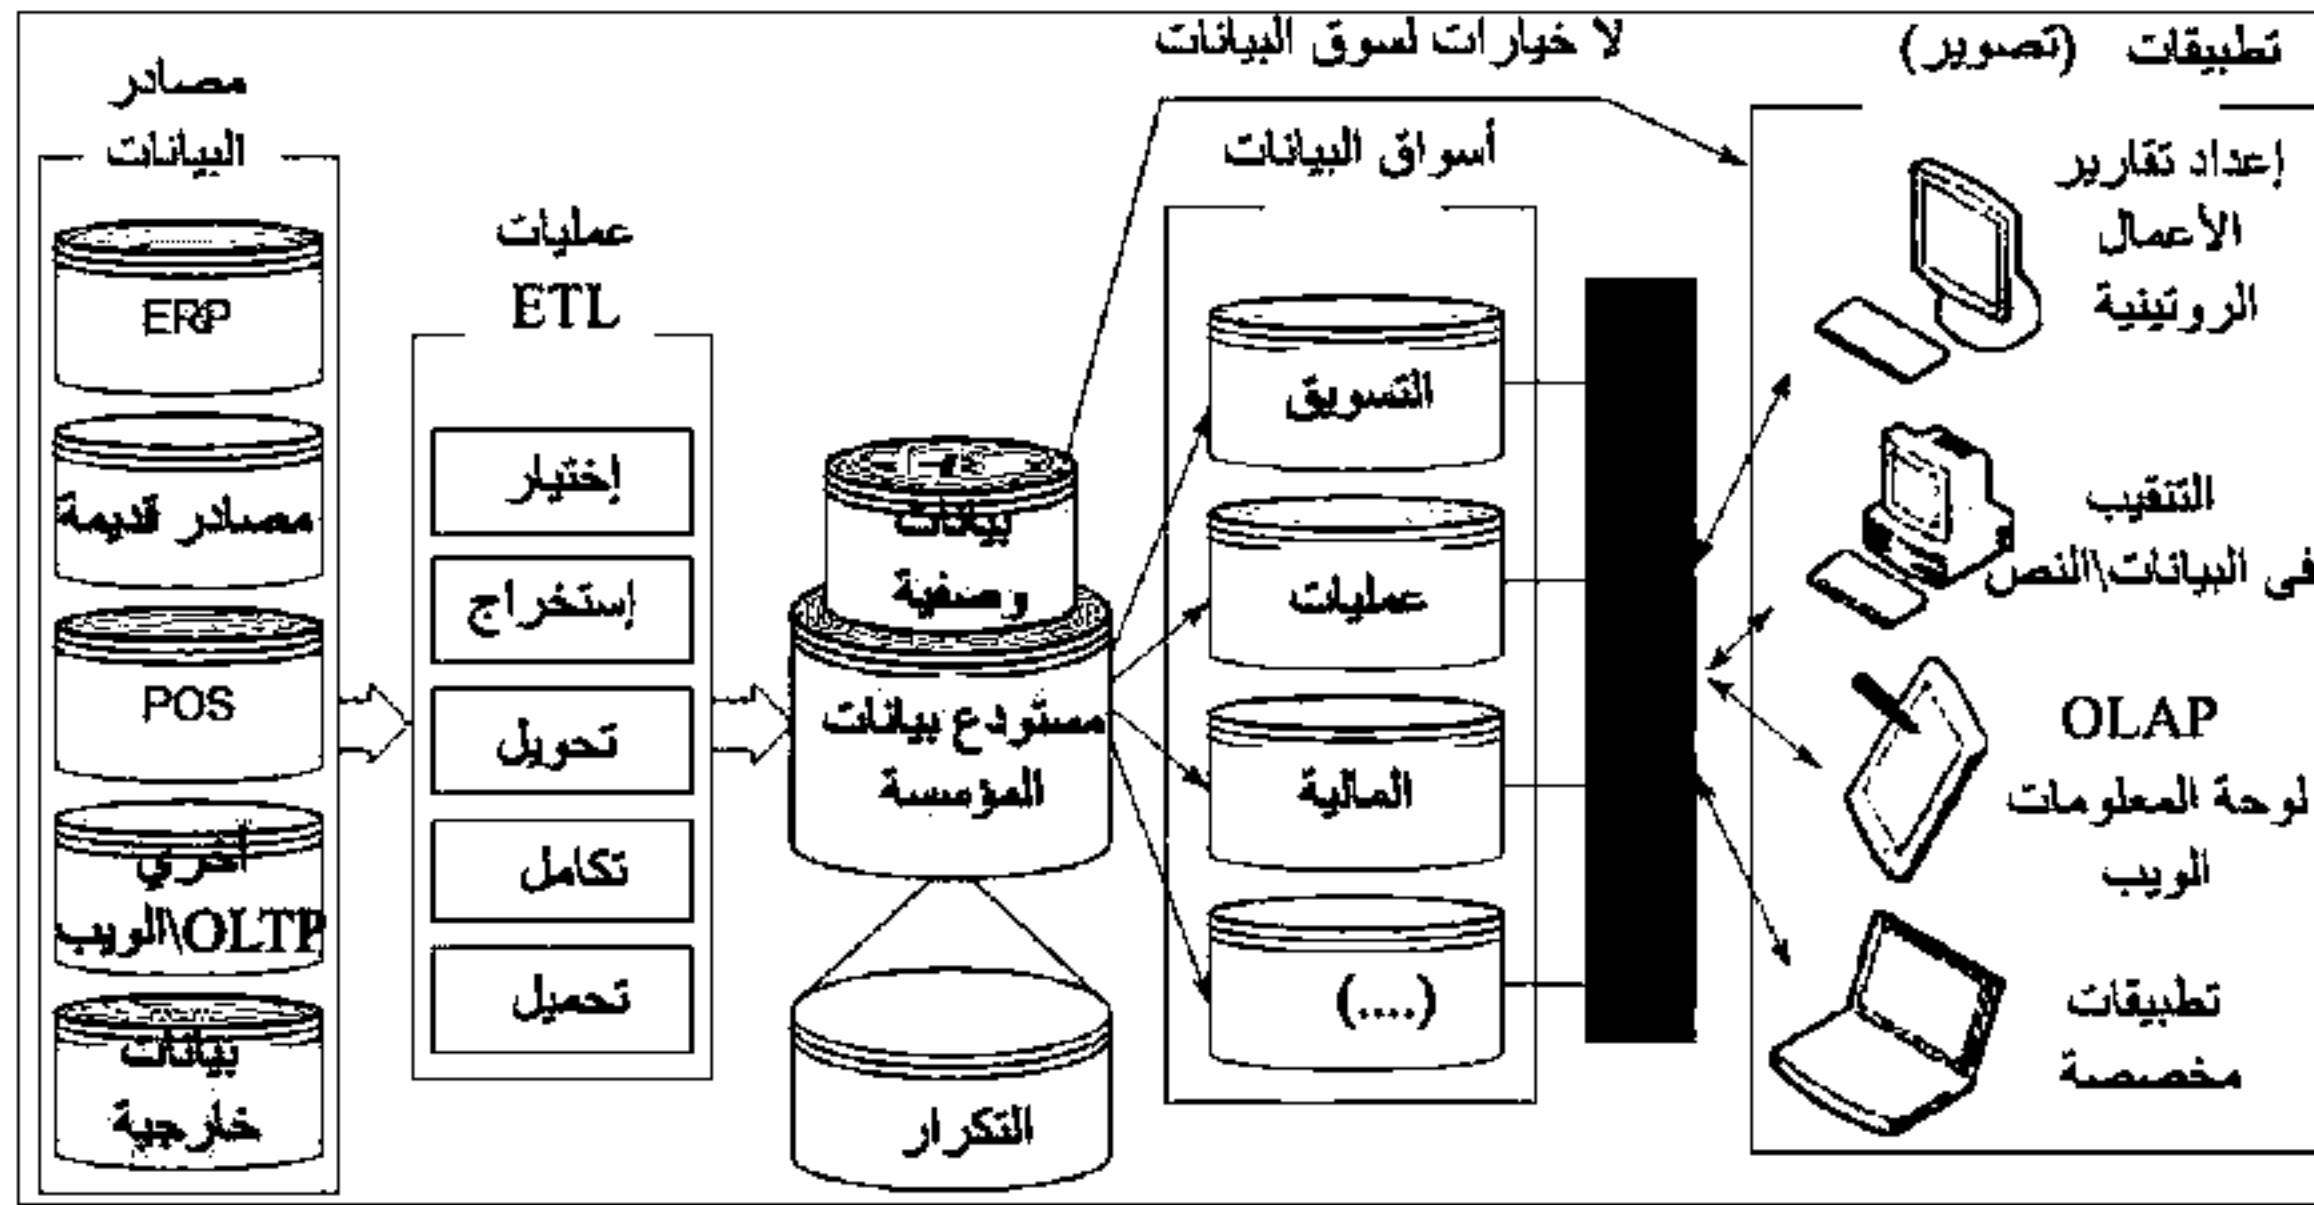 لا خيارات لسوق البيانات
تطبيقات (تصوير)
مصادر
البيانات
ERP
مصادر قديمة
POS
أخري
OLTP\الويب
بيانات
خارجية
عمليات
ETL
إختيار
إستخراج
تحويل
تكامل
تحميل
بيانات
وصفية
مستودع بيانات
المؤسسة
التكرار
أسواق البيانات
التسويق
عمليات
المالية
(....)
إعداد تقارير
الأعمال
الروتينية
التنقيب
فى البيانات\النص
OLAP
لوحة المعلومات
الويب
تطبيقات
مخصصة